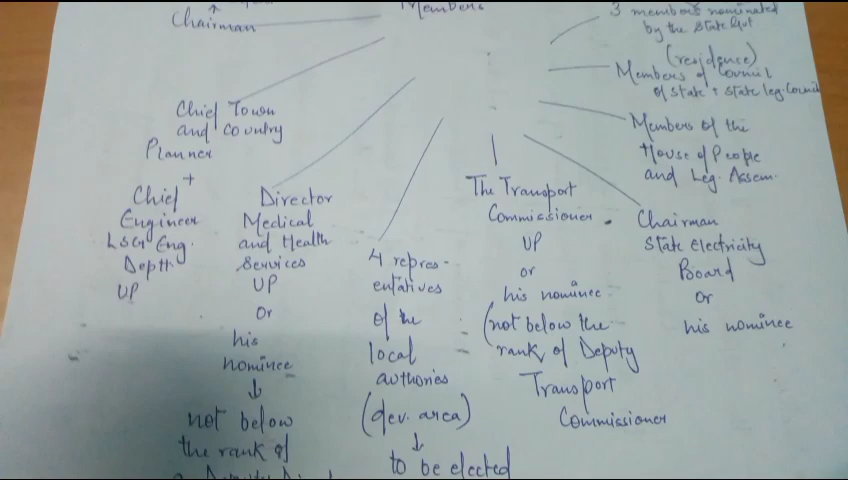 Chairman
Members
3 members nominated
by the State Gov
(residence)
Members of Council
of state & state leg. Council
Members of the
House of People
and Leg. Assem.
Chief Town
and Country
Planner
+
Chief
Engineer
LSG Eng.
Deptt
UP
Director
Medical
and Health
Services
UP
Or
his
nominee
↓
not below
the rank of
4 repres-
entatives
of the
local
authories
(dev. area)
↓
to be elected
The Transport
Commissioner
UP
or
his nominee
(not below the
rank of Deputy
Transport
Commissioner
Chairman
State Electricity
Board
Or
his nominee